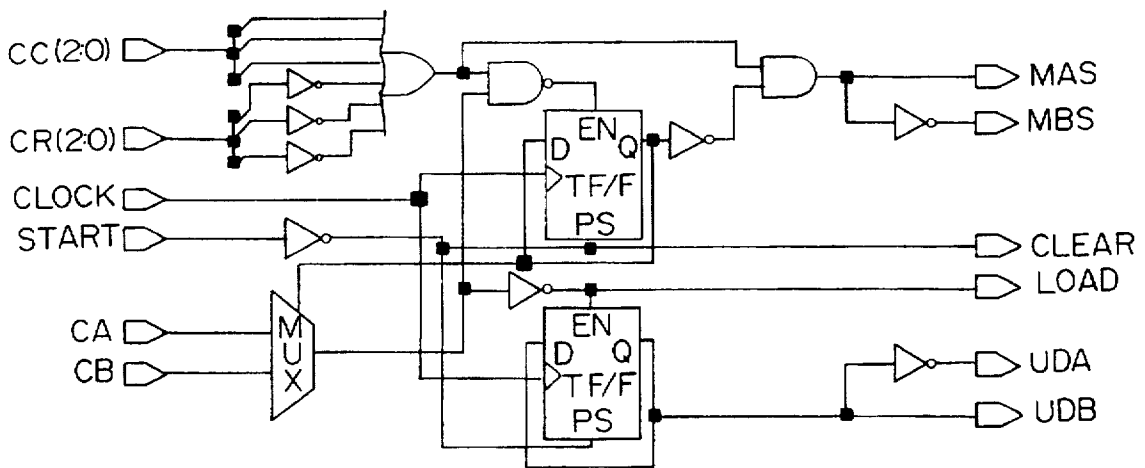 CC(2:0)
CR(2:0)
CLOCK
START
CA
CB
MUX
EN
D Q
TF/F
PS
EN
D Q
TF/F
PS
MAS
MBS
CLEAR
LOAD
UDA
UDB